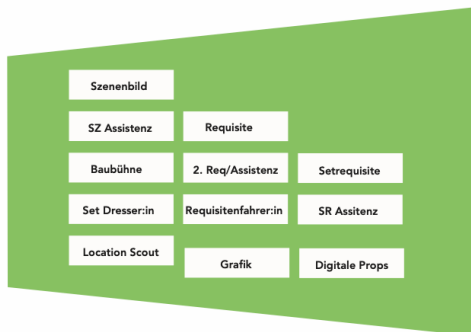 Szenenbild
SZ Assistenz
Requisite
Baubühne
2. Req/Assistenz
Setrequisite
Set Dresser:in
Requisitenfahrer:in
SR Assitenz
Location Scout
Grafik
Digitale Props